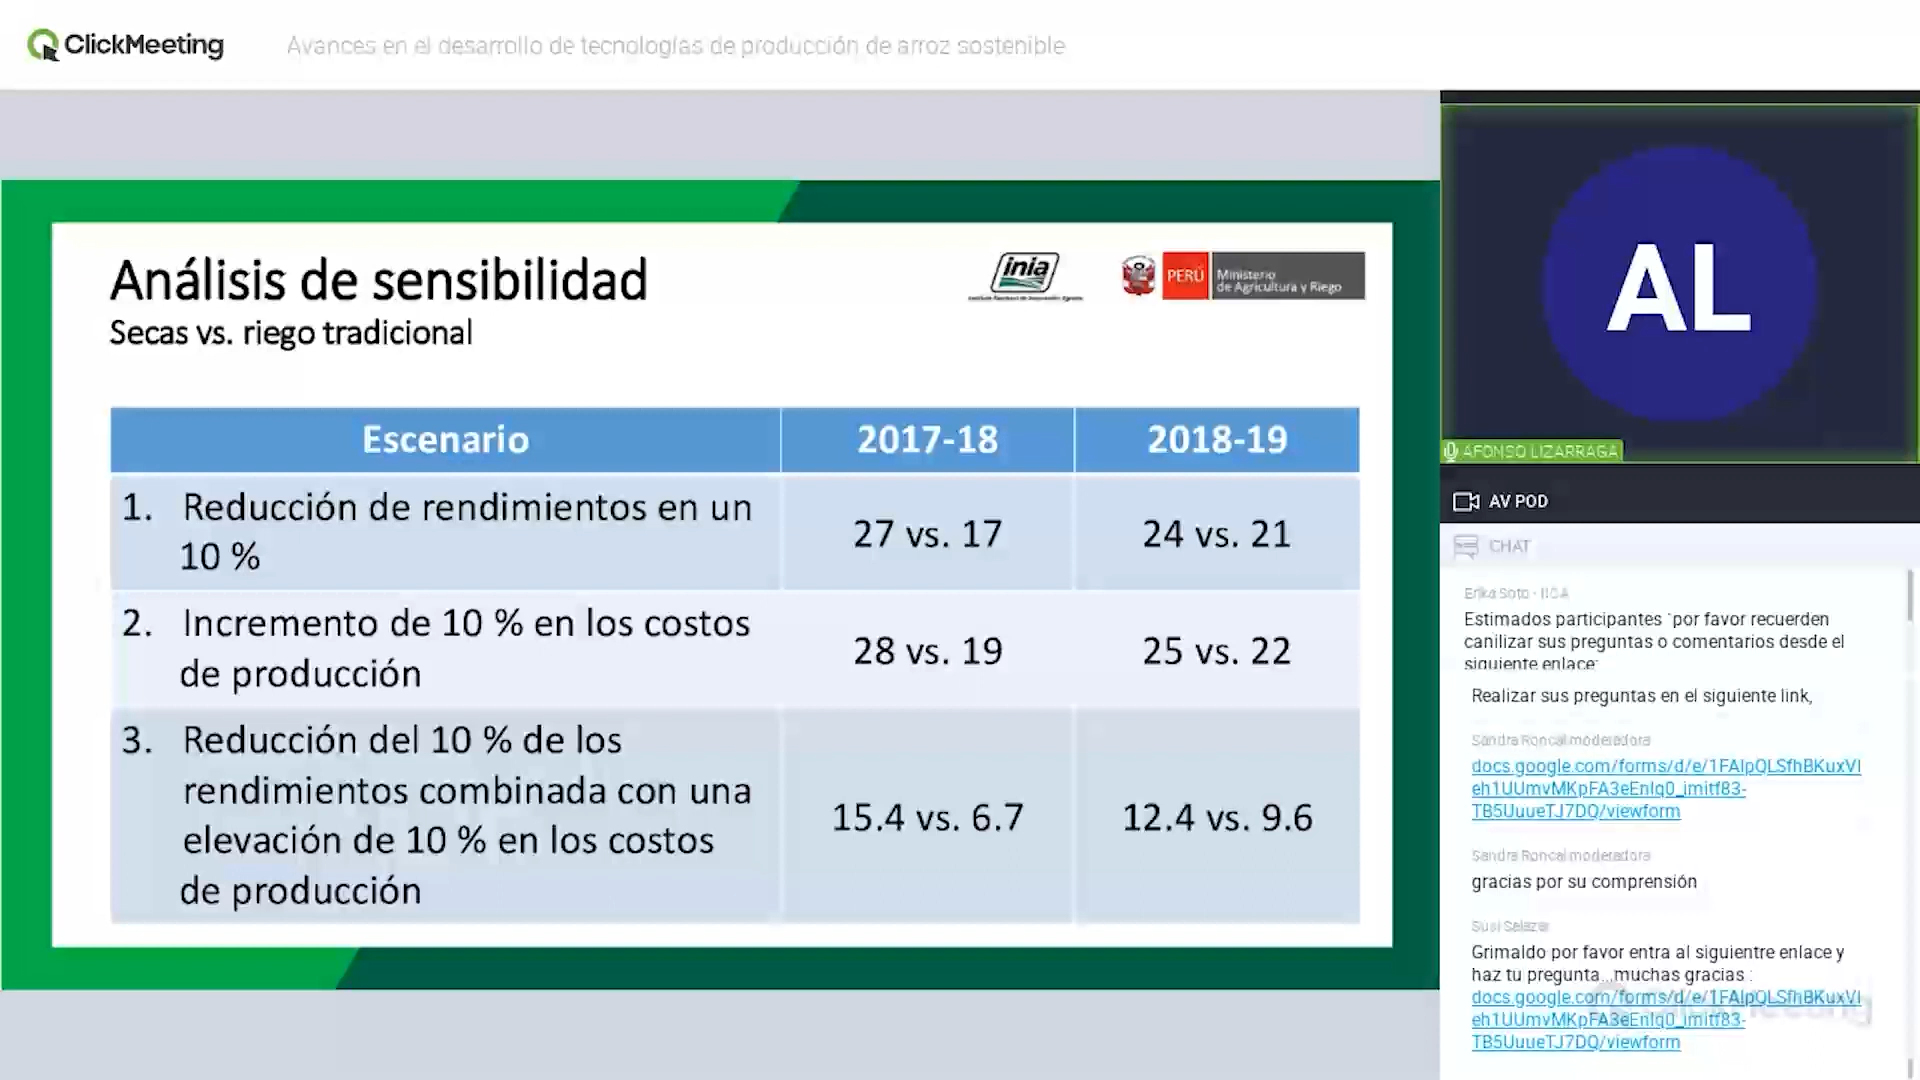 ClickMeeting
Avances en el desarrollo de tecnologías de producción de arroz sostenible
Análisis de sensibilidad
Secas vs. riego tradicional
inia
PERÚ
Ministerio
de Agricultura y Riego
Escenario
2017-18
2018-19
1. Reducción de rendimientos en un
10 %
27 vs. 17
24 vs. 21
2. Incremento de 10 % en los costos
de producción
28 vs. 19
25 vs. 22
3. Reducción del 10 % de los
rendimientos combinada con una
elevación de 10 % en los costos
de producción
15.4 vs. 6.7
12.4 vs. 9.6
AL
AFONSO LIZARRAGA
AV POD
CHAT
Erika Soto - IICA
Estimados participantes `por favor recuerden
canilizar sus preguntas o comentarios desde el
siguiente enlace:
Realizar sus preguntas en el siguiente link,
Sandra Roncal moderadora
docs.google.com/forms/d/e/1FAIpQLSfhBKuxVI
eh1UUmvMKpFA3eEnIq0_imitf83-
TB5UuueTJ7DQ/viewform
Sandra Roncal moderadora
gracias por su comprensión
Susi Salazar
Grimaldo por favor entra al siguientre enlace y
haz tu pregunta...muchas gracias :
docs.google.com/forms/d/e/1FAIpQLSfhBKuxVI
eh1UUmvMKpFA3eEnIq0_imitf83-
TB5UuueTJ7DQ/viewform
ClickMeeting